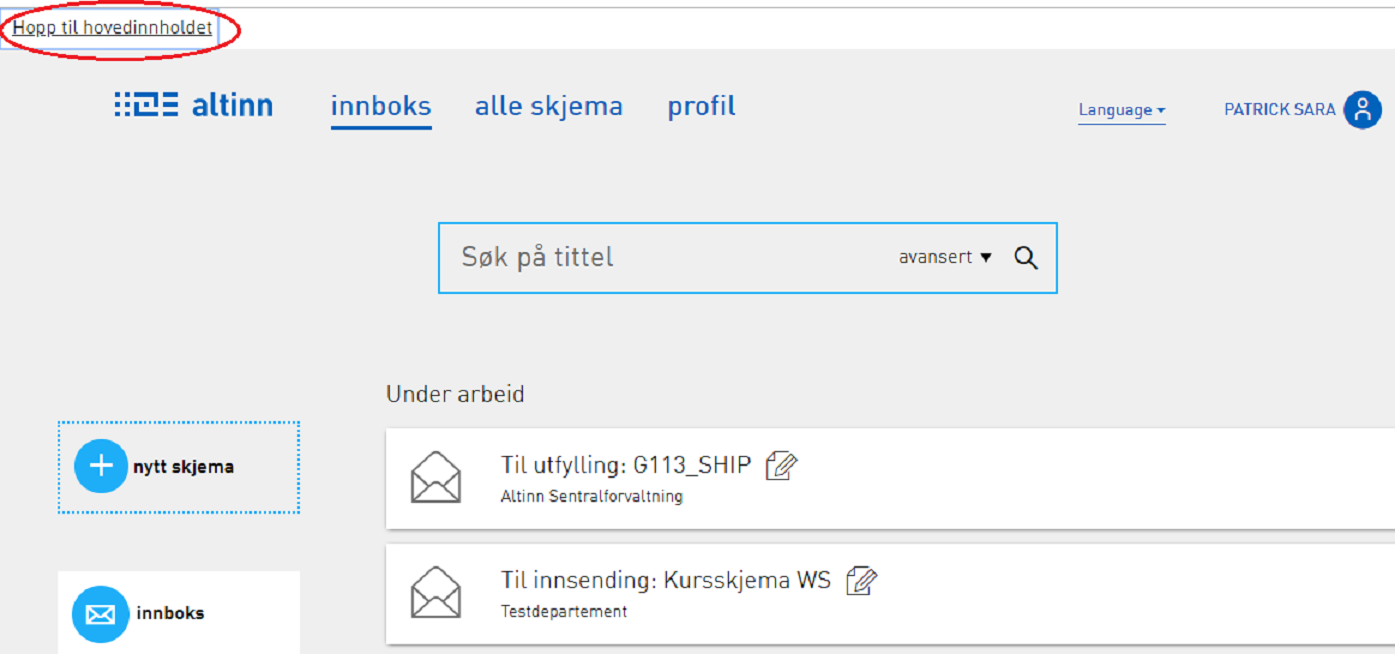 Hopp til hovedinnholdet
altinn innboks alle skjema profil Language PATRICK SARA
Søk på tittel avansert
Under arbeid
nytt skjema
Til utfylling: G113_SHIP
Altinn Sentralforvaltning
Til innsending: Kursskjema WS
Testdepartement
innboks